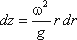 dz = ω²/g r dr